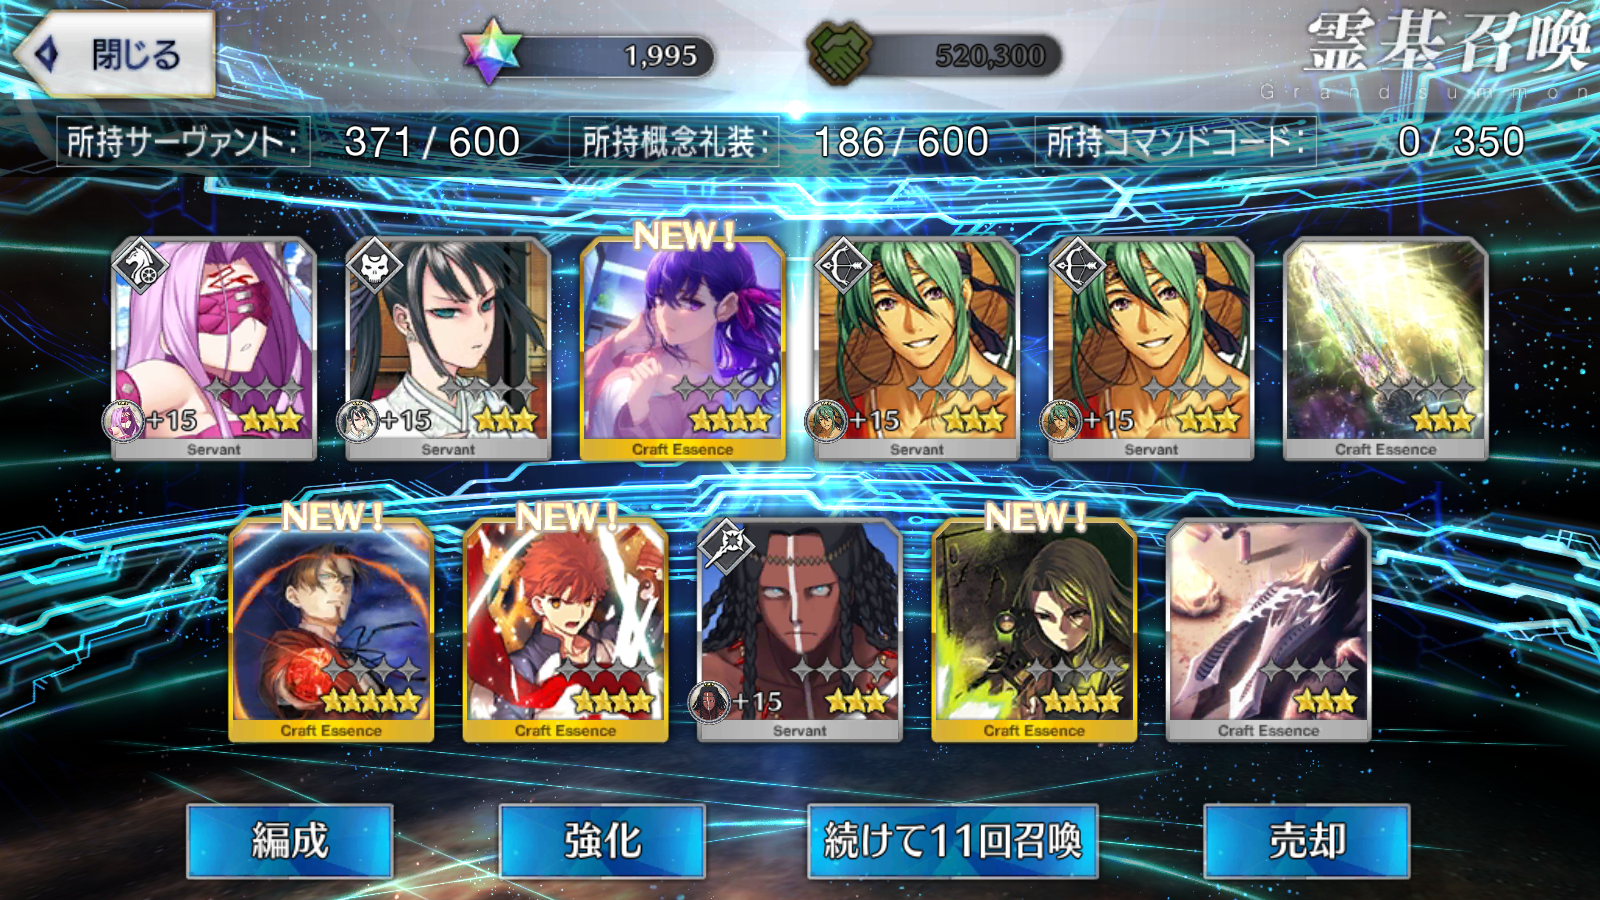 閉じる
1,995
520,300
霊基召喚
Grand summon
所持サーヴァント: 371 / 600
所持概念礼装: 186 / 600
所持コマンドコード: 0 / 350
NEW!
+15
+15
+15
+15
Servant
Servant
Craft Essence
Servant
Servant
Craft Essence
NEW!
NEW!
NEW!
+15
Craft Essence
Craft Essence
Servant
Craft Essence
Craft Essence
編成
強化
続けて11回召喚
売却